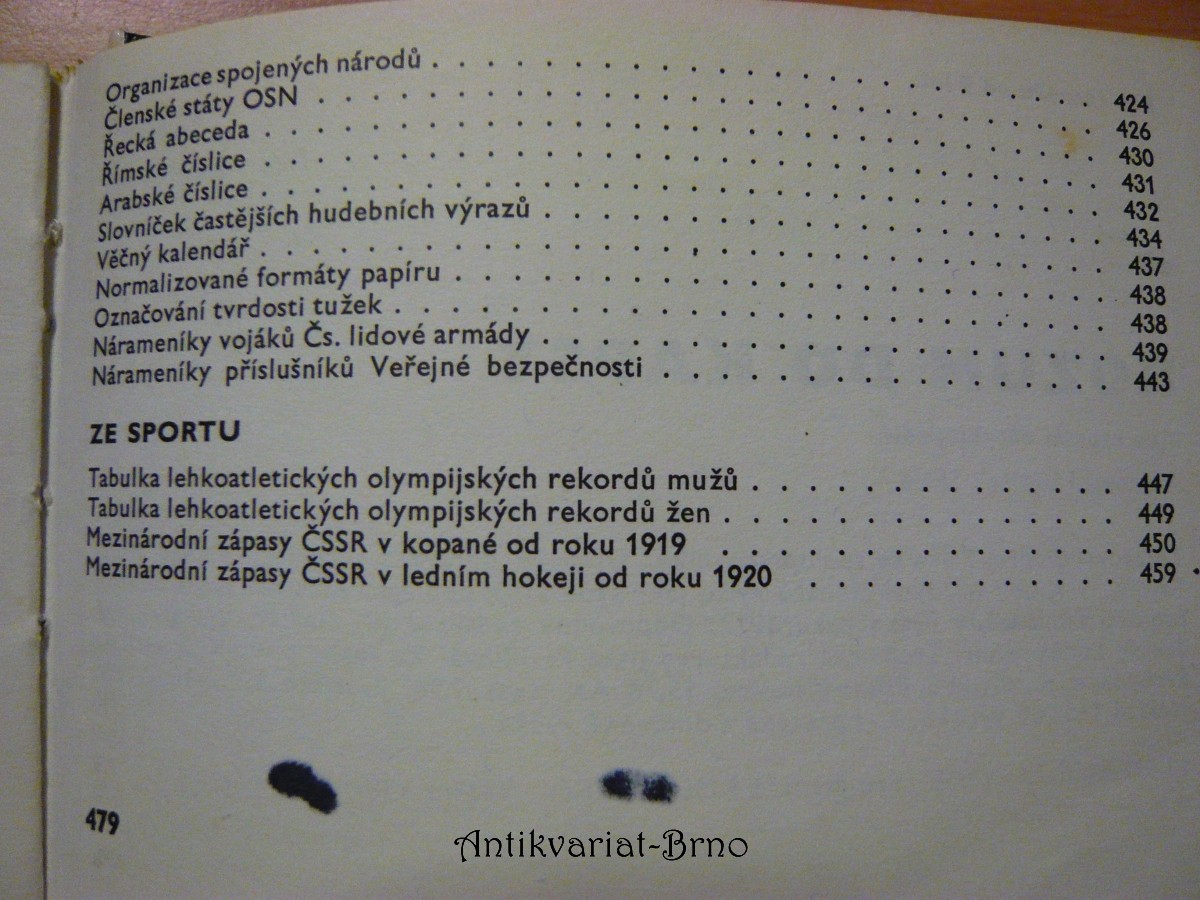 Organizace spojených národů . . . . . . . . . . . . . . . . . . . . . . . . 424
Členské státy OSN . . . . . . . . . . . . . . . . . . . . . . . . . . . . 426
Řecká abeceda . . . . . . . . . . . . . . . . . . . . . . . . . . . . . . 430
Římské číslice . . . . . . . . . . . . . . . . . . . . . . . . . . . . . . 431
Arabské číslice . . . . . . . . . . . . . . . . . . . . . . . . . . . . . . 432
Slovníček častějších hudebních výrazů . . . . . . . . . . . . . . . . . . . . 434
Věčný kalendář . . . . . . . . . . . . . . . . . . . . . . . . . . . . . . 437
Normalizované formáty papíru . . . . . . . . . . . . . . . . . . . . . . . 438
Označování tvrdosti tužek . . . . . . . . . . . . . . . . . . . . . . . . . 438
Nárameníky vojáků Čs. lidové armády . . . . . . . . . . . . . . . . . . . . 439
Nárameníky příslušníků Veřejné bezpečnosti . . . . . . . . . . . . . . . . 443
ZE SPORTU
Tabulka lehkoatletických olympijských rekordů mužů . . . . . . . . . . . . . 447
Tabulka lehkoatletických olympijských rekordů žen . . . . . . . . . . . . . . 449
Mezinárodní zápasy ČSSR v kopané od roku 1919 . . . . . . . . . . . . . . 450
Mezinárodní zápasy ČSSR v ledním hokeji od roku 1920 . . . . . . . . . . . 459
479
Antikvariat-Brno